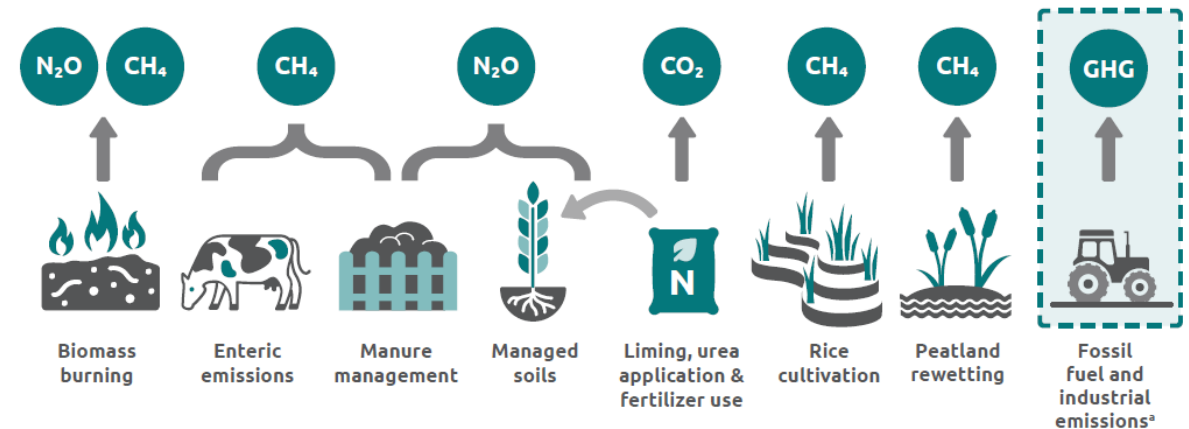 N₂O CH₄ CH₄ N₂O CO₂ CH₄ CH₄ GHG
N
Biomass
burning
Enteric
emissions
Manure
management
Managed
soils
Liming, urea
application &
fertilizer use
Rice
cultivation
Peatland
rewetting
Fossil
fuel and
industrial
emissionsᵃ